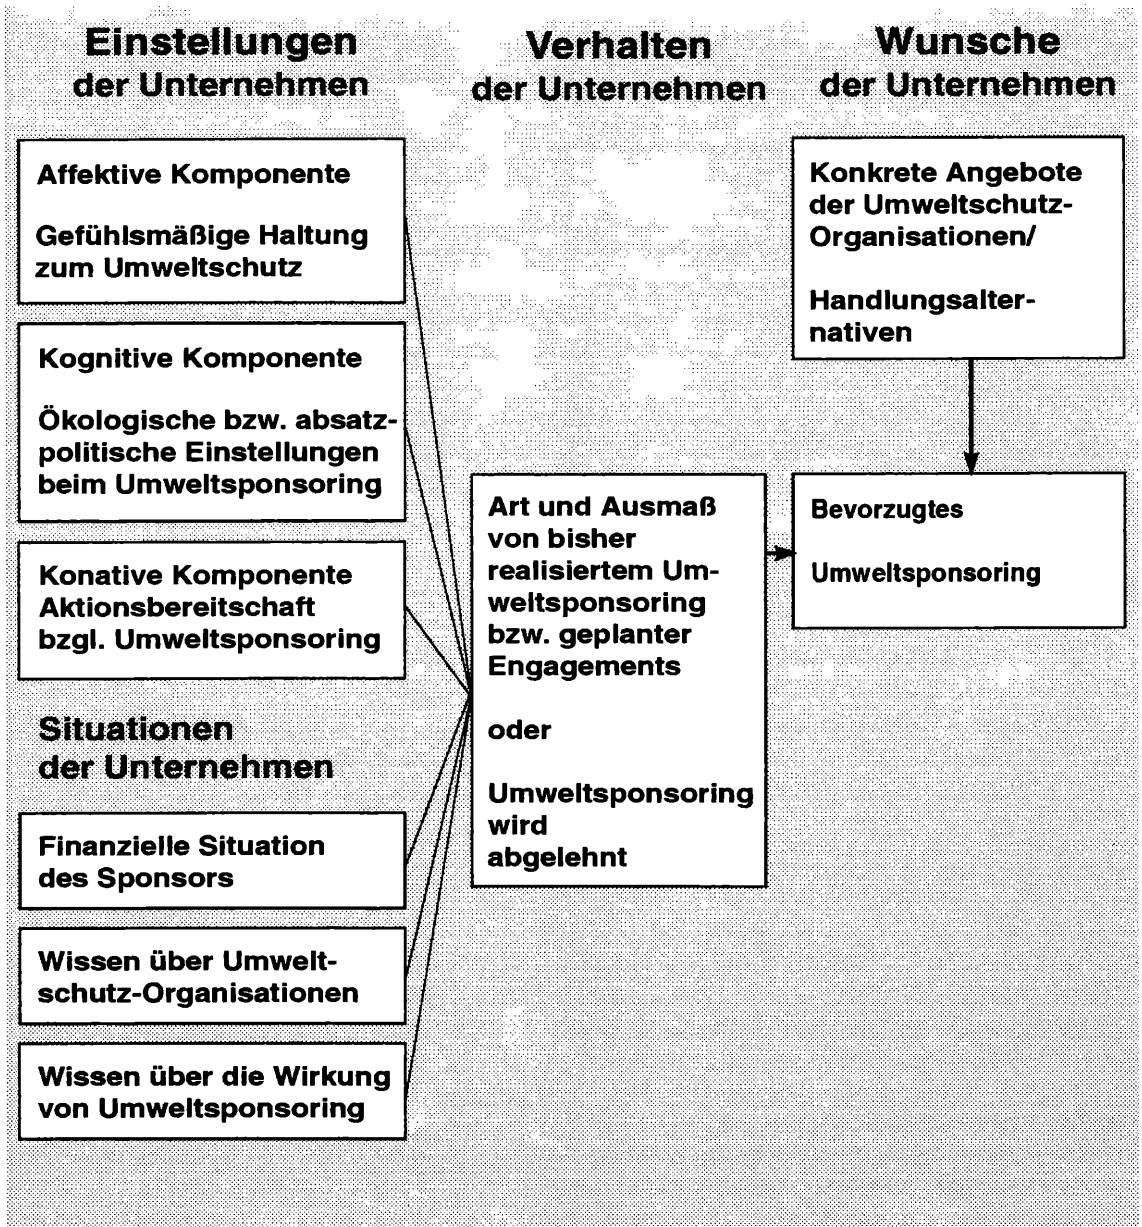 Einstellungen
der Unternehmen
Affektive Komponente
Gefühlsmäßige Haltung
zum Umweltschutz
Kognitive Komponente
Ökologische bzw. absatz-
politische Einstellungen
beim Umweltsponsoring
Konative Komponente
Aktionsbereitschaft
bzgl. Umweltsponsoring
Situationen
der Unternehmen
Finanzielle Situation
des Sponsors
Wissen über Umwelt-
schutz-Organisationen
Wissen über die Wirkung
von Umweltsponsoring
Verhalten
der Unternehmen
Art und Ausmaß
von bisher
realisiertem Um-
weltsponsoring
bzw. geplanter
Engagements
oder
Umweltsponsoring
wird
abgelehnt
Wunsche
der Unternehmen
Konkrete Angebote
der Umweltschutz-
Organisationen/
Handlungsalter-
nativen
Bevorzugtes
Umweltsponsoring